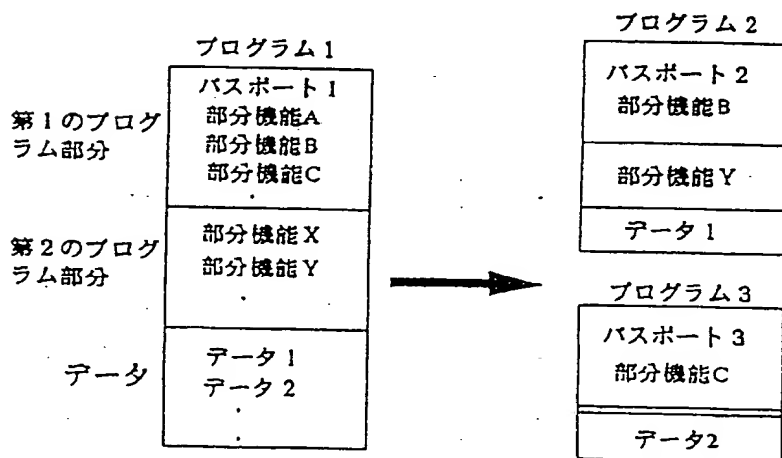 プログラム1
第1のプログ
ラム部分
パスポート1
部分機能A
部分機能B
部分機能C
第2のプログ
ラム部分
部分機能X
部分機能Y
データ
データ1
データ2
プログラム2
パスポート2
部分機能B
部分機能Y
データ1
プログラム3
パスポート3
部分機能C
データ2